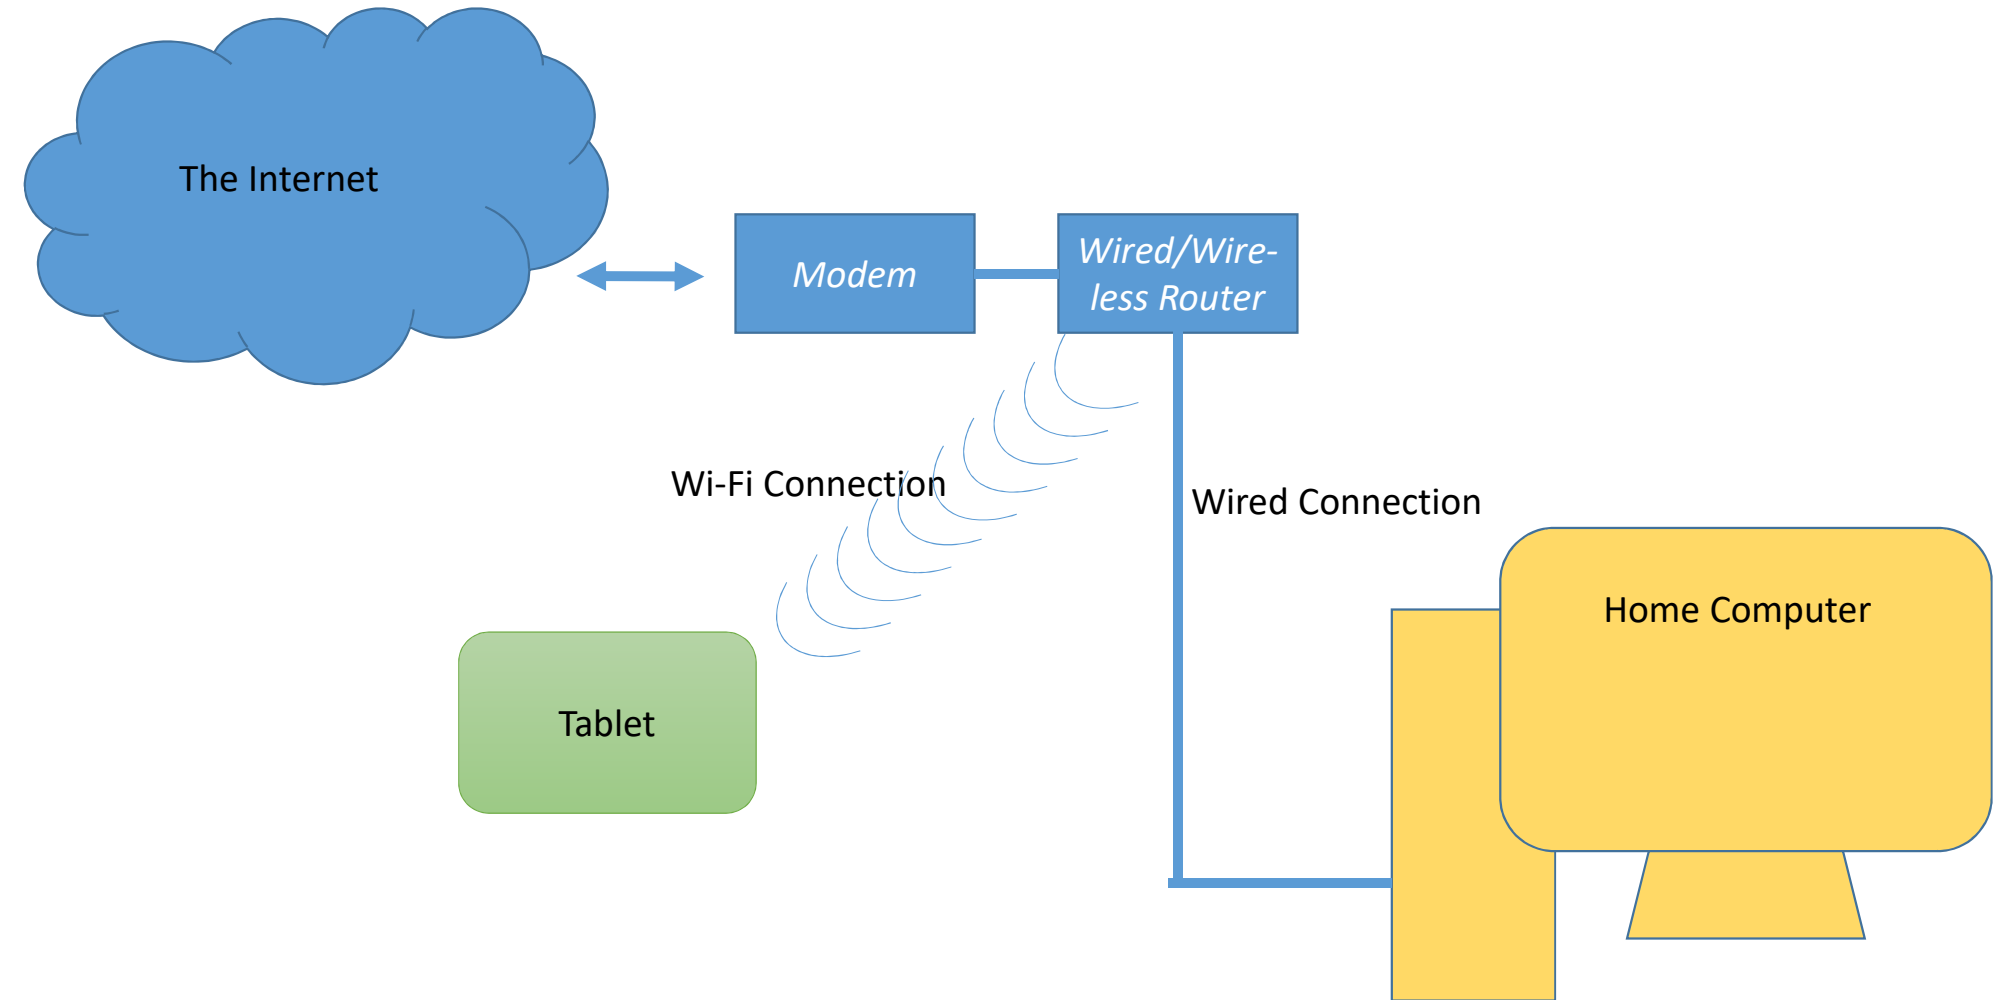 The Internet
Modem
Wired/Wire-
less Router
Wi-Fi Connection
Wired Connection
Home Computer
Tablet